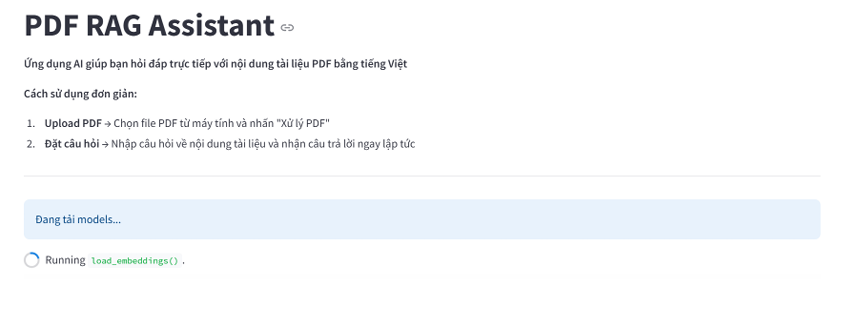 PDF RAG Assistant
Ứng dụng AI giúp bạn hỏi đáp trực tiếp với nội dung tài liệu PDF bằng tiếng Việt
Cách sử dụng đơn giản:
1. Upload PDF → Chọn file PDF từ máy tính và nhấn "Xử lý PDF"
2. Đặt câu hỏi → Nhập câu hỏi về nội dung tài liệu và nhận câu trả lời ngay lập tức
Đang tải models...
Running load_embeddings() .